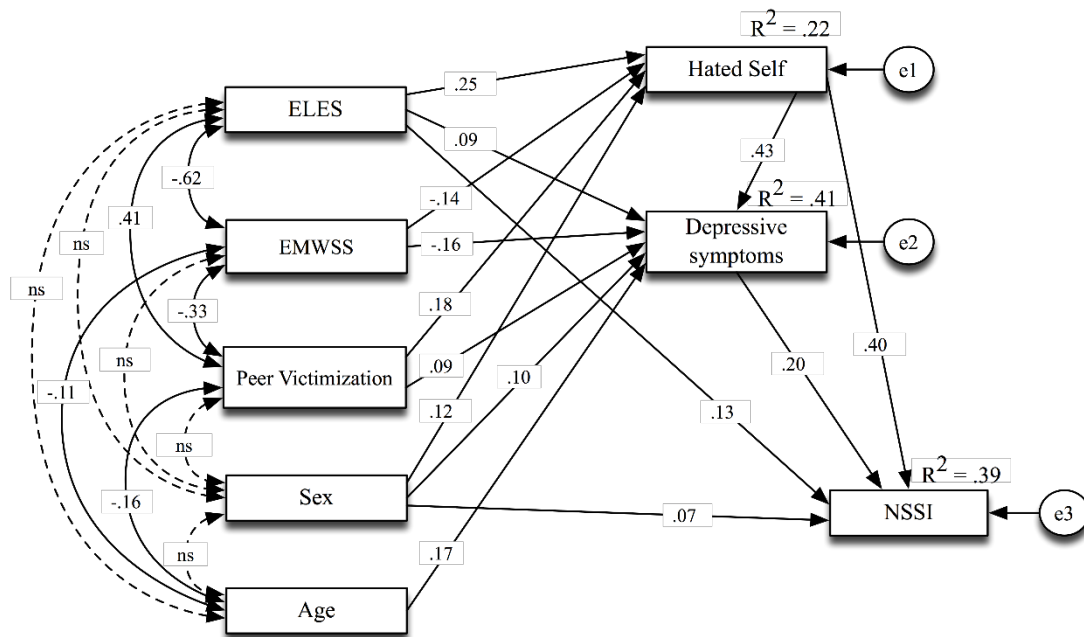 R² = .22
Hated Self
e1
.25
ELES
.09
.43
-.62
-.14
R² = .41
.41
Depressive
symptoms
e2
EMWSS
-.16
ns
ns
-.33
.18
.40
.09
.20
Peer Victimization
.10
ns
-.11
.12
.13
ns
R² = .39
Sex
-.16
.07
NSSI
e3
ns
.17
Age